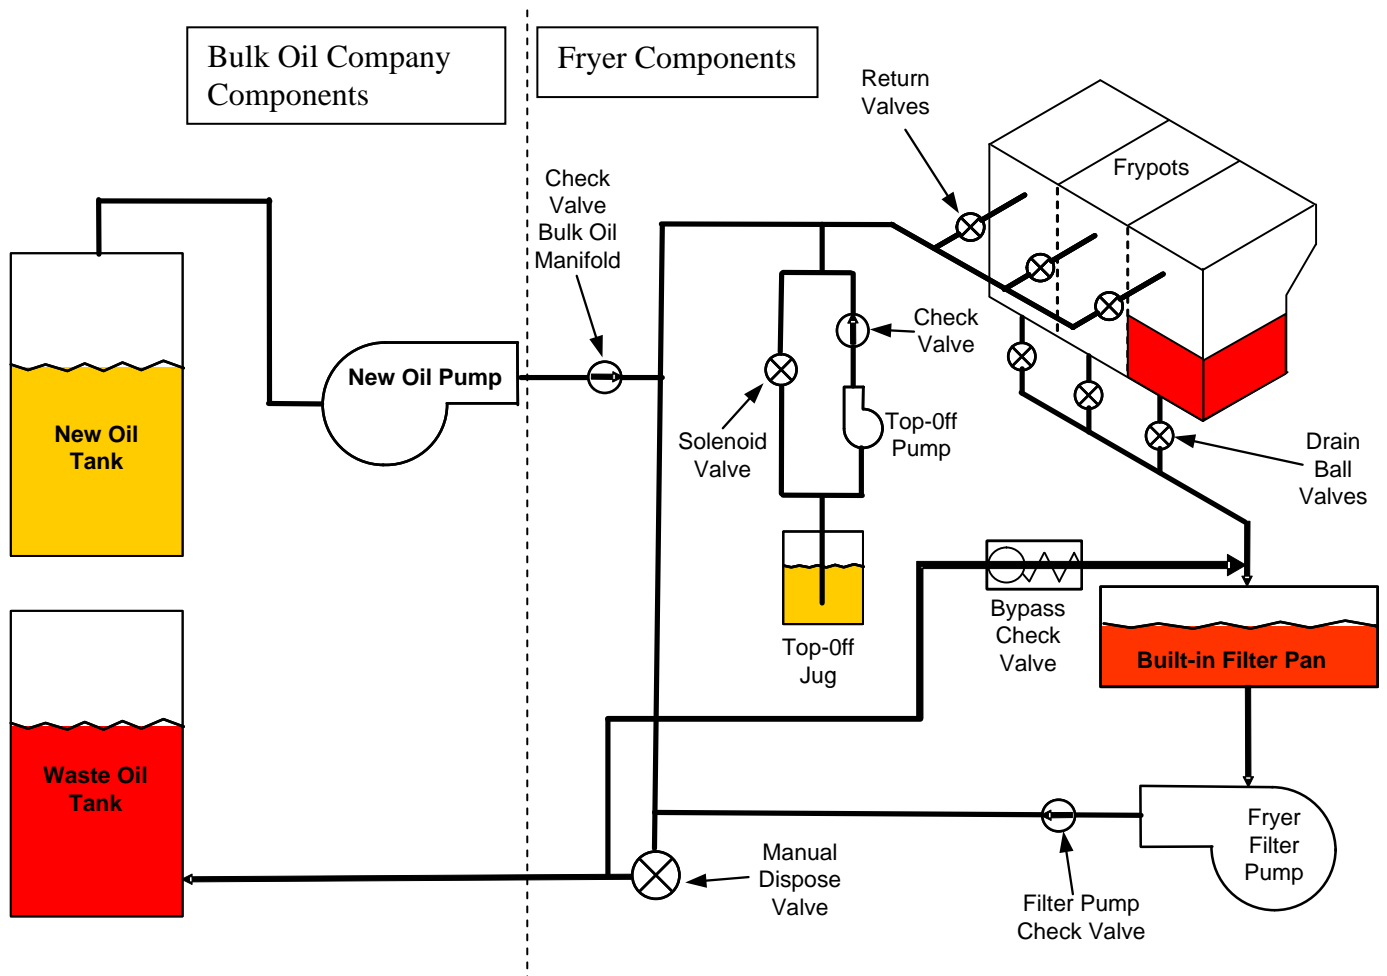 Bulk Oil Company
Components
Fryer Components
Return
Valves
Frypots
Check
Valve
Bulk Oil
Manifold
Check
Valve
New Oil Pump
New Oil
Tank
Solenoid
Valve
Top-0ff
Pump
Drain
Ball
Valves
Bypass
Check
Valve
Top-0ff
Jug
Built-in Filter Pan
Waste Oil
Tank
Manual
Dispose
Valve
Filter Pump
Check Valve
Fryer
Filter
Pump